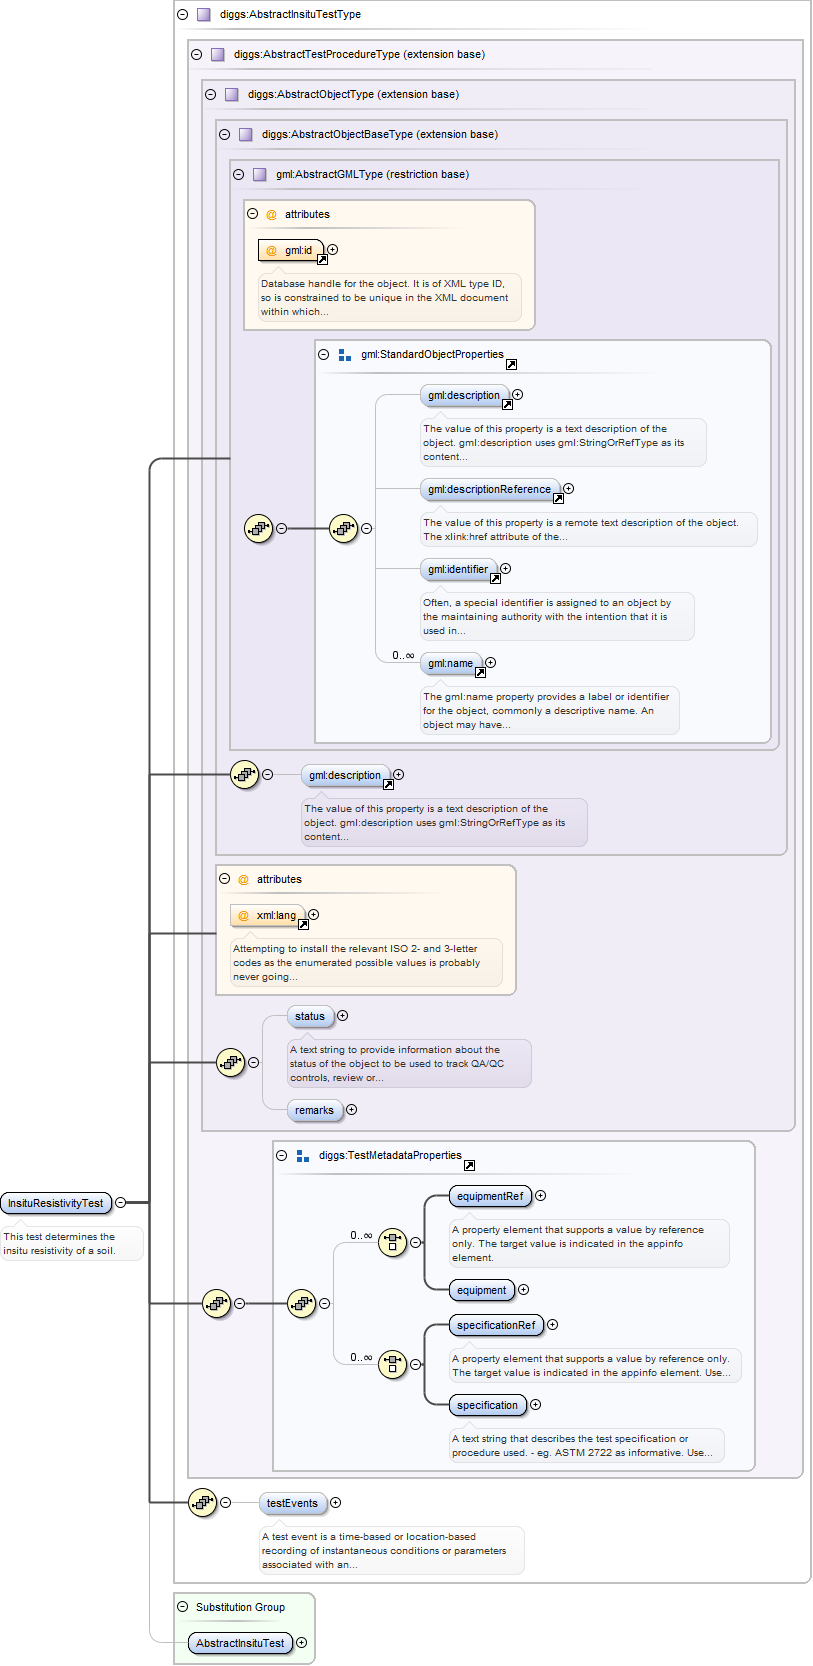 diggs:AbstractInsituTestType
diggs:AbstractTestProcedureType (extension base)
diggs:AbstractObjectType (extension base)
diggs:AbstractObjectBaseType (extension base)
gml:AbstractGMLType (restriction base)
@ attributes
@ gml:id
Database handle for the object. It is of XML type ID,
so is constrained to be unique in the XML document
within which...
gml:StandardObjectProperties
gml:description
The value of this property is a text description of the
object. gml:description uses gml:StringOrRefType as its
content...
gml:descriptionReference
The value of this property is a remote text description of the object.
The xlink:href attribute of the...
gml:identifier
Often, a special identifier is assigned to an object by
the maintaining authority with the intention that it is
used in...
0..∞
gml:name
The gml:name property provides a label or identifier
for the object, commonly a descriptive name. An
object may have...
gml:description
The value of this property is a text description of the
object. gml:description uses gml:StringOrRefType as its
content...
@ attributes
@ xml:lang
Attempting to install the relevant ISO 2- and 3-letter
codes as the enumerated possible values is probably
never going...
status
A text string to provide information about the
status of the object to be used to track QA/QC
controls, review or...
remarks
diggs:TestMetadataProperties
InsituResistivityTest
This test determines the
insitu resistivity of a soil.
0..∞
equipmentRef
A property element that supports a value by reference
only. The target value is indicated in the appinfo
element.
equipment
0..∞
specificationRef
A property element that supports a value by reference only.
The target value is indicated in the appinfo element. Use...
specification
A text string that describes the test specification or
procedure used. - eg. ASTM 2722 as informative. Use...
testEvents
A test event is a time-based or location-based
recording of instantaneous conditions or parameters
associated with an...
Substitution Group
AbstractInsituTest